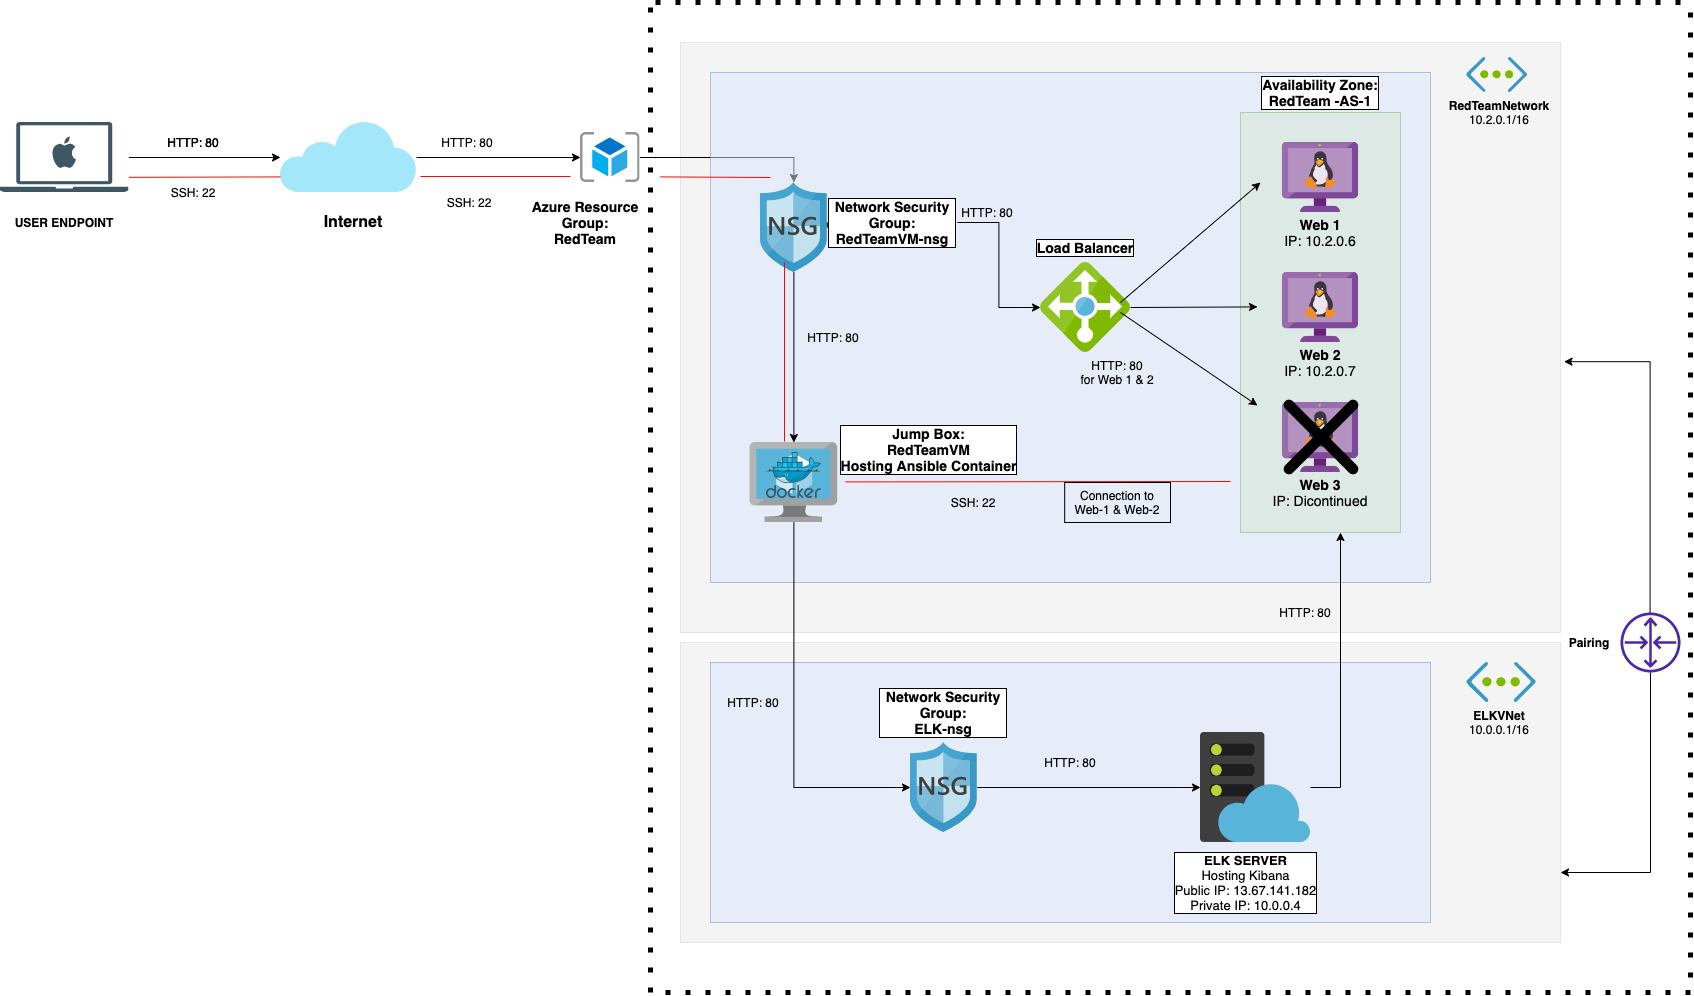 HTTP: 80
SSH: 22
USER ENDPOINT
Internet
HTTP: 80
SSH: 22
Azure Resource
Group:
RedTeam
NSG
Network Security
Group:
RedTeamVM-nsg
HTTP: 80
Load Balancer
HTTP: 80
for Web 1 & 2
Availability Zone:
RedTeam -AS-1
Web 1
IP: 10.2.0.6
Web 2
IP: 10.2.0.7
Web 3
IP: Dicontinued
RedTeamNetwork
10.2.0.1/16
HTTP: 80
docker
Jump Box:
RedTeamVM
Hosting Ansible Container
SSH: 22
Connection to
Web-1 & Web-2
HTTP: 80
Pairing
HTTP: 80
Network Security
Group:
ELK-nsg
NSG
HTTP: 80
ELK SERVER
Hosting Kibana
Public IP: 13.67.141.182
Private IP: 10.0.0.4
ELKVNet
10.0.0.1/16